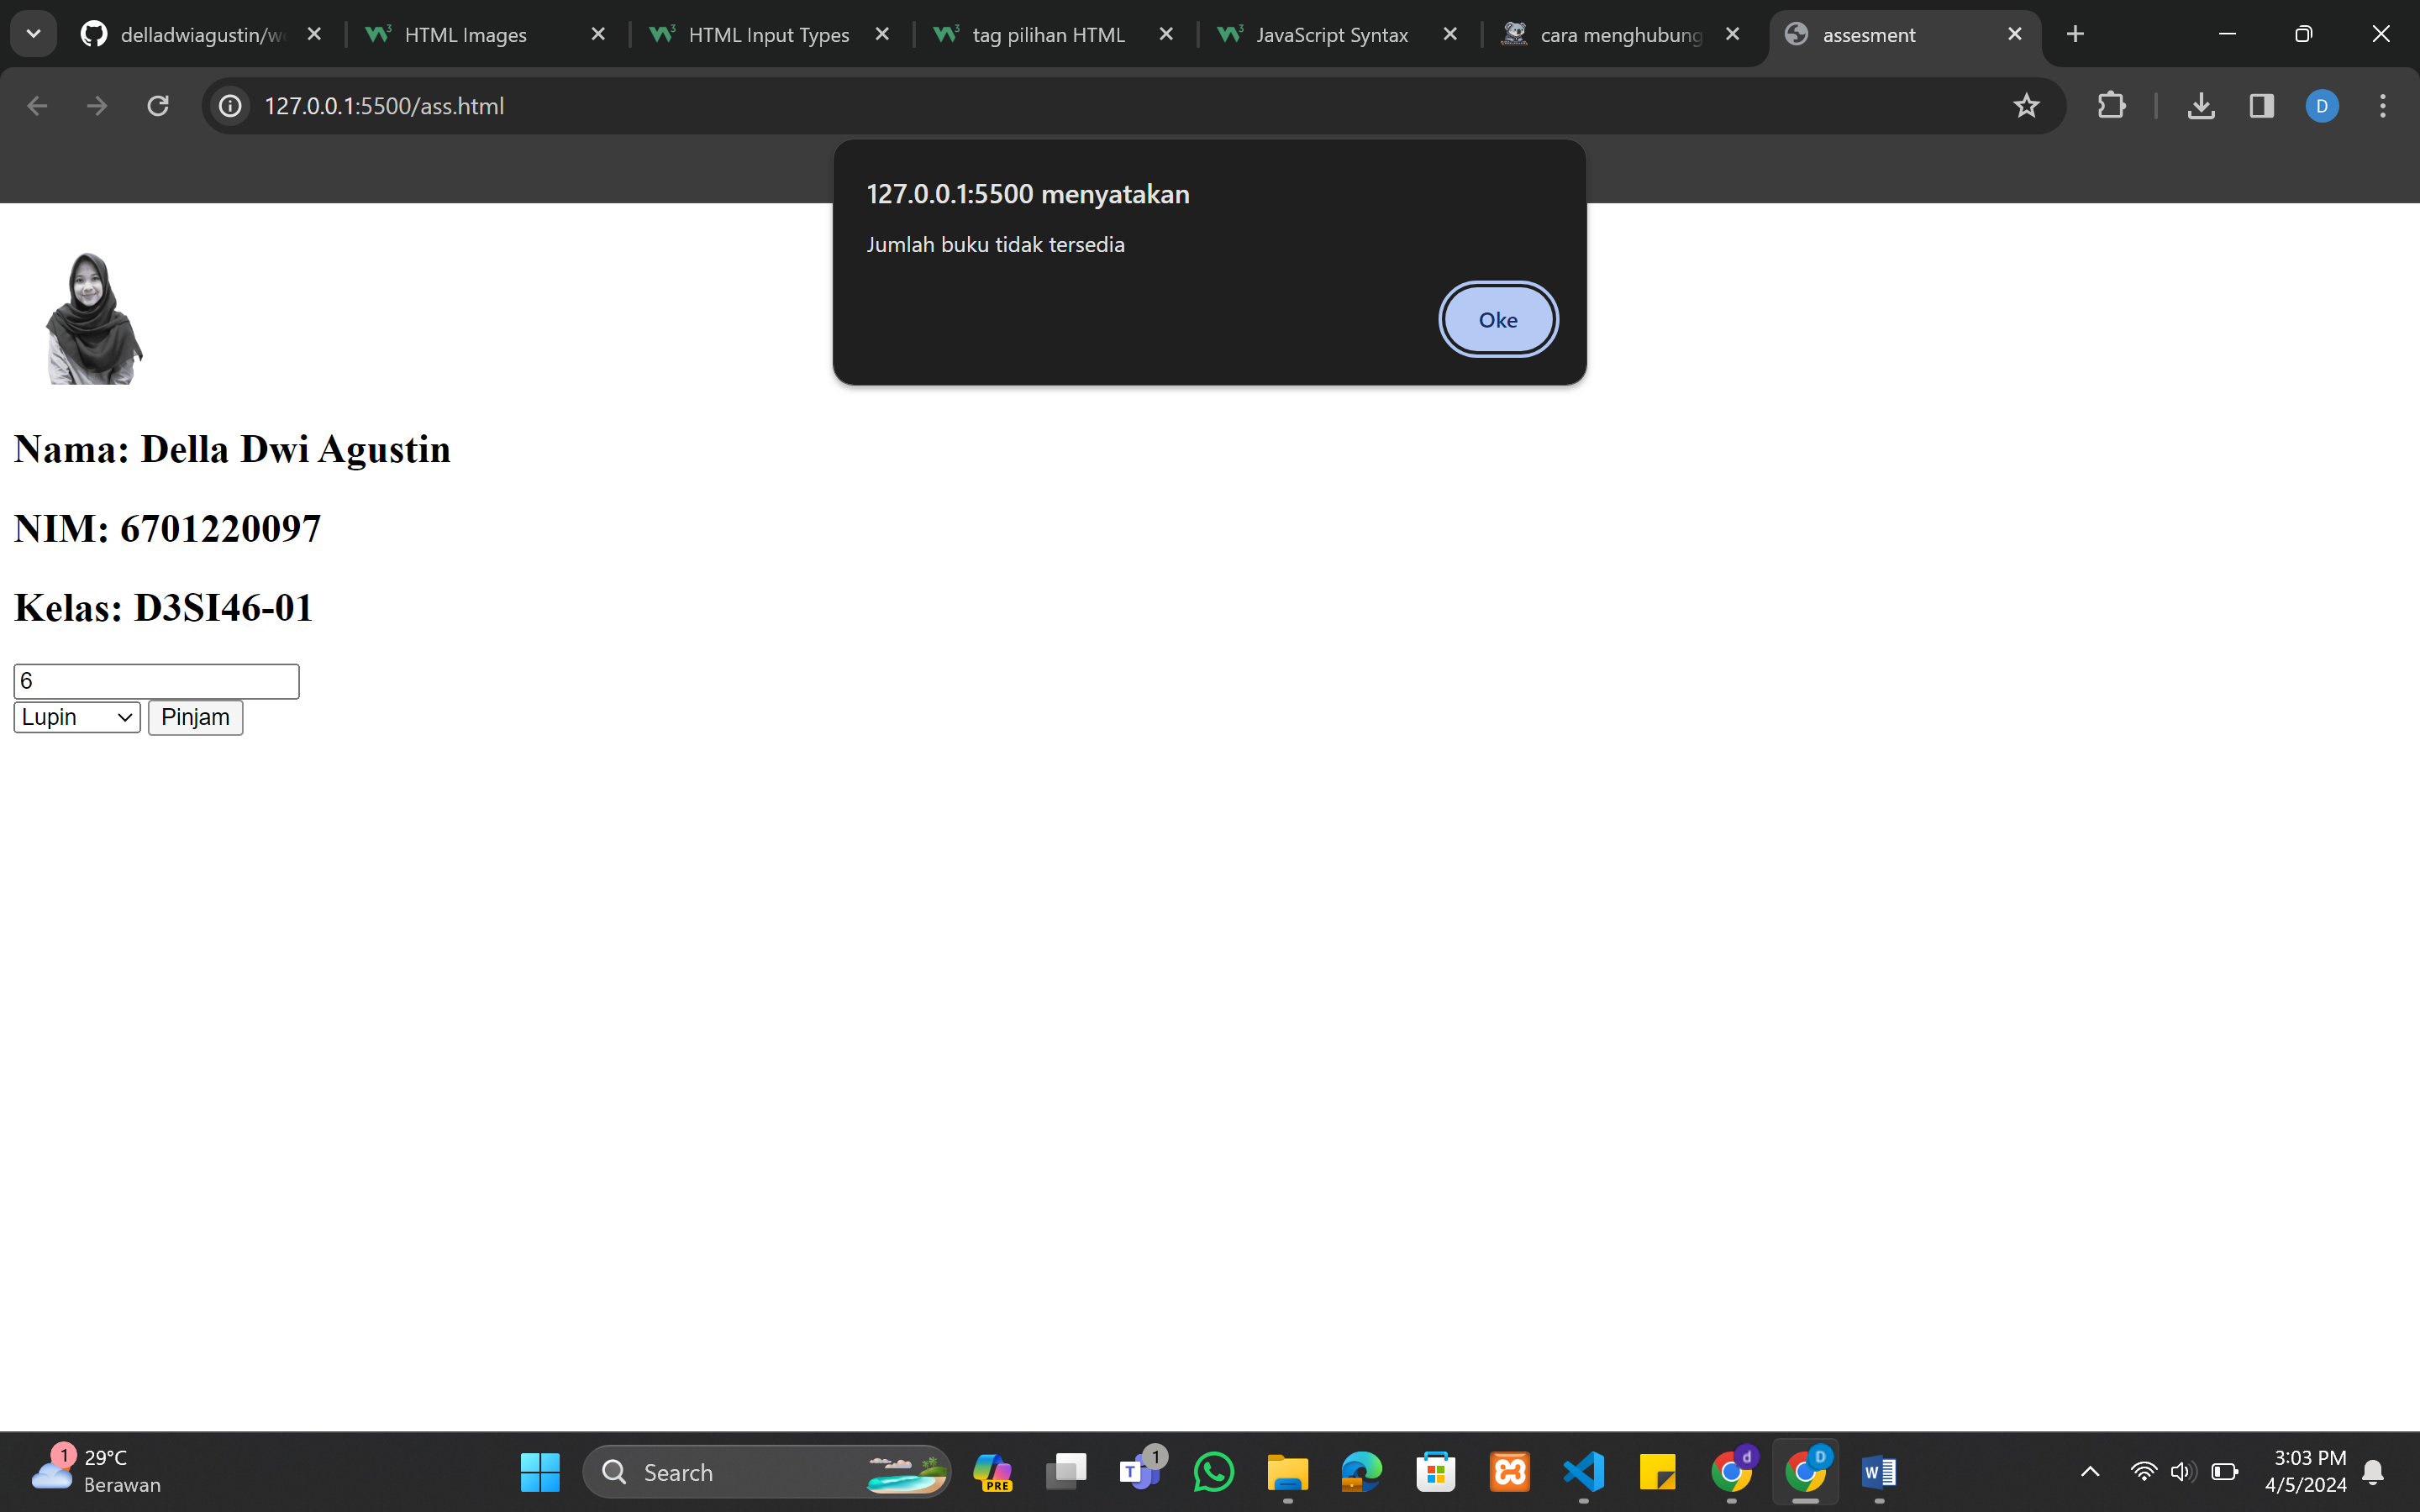 delladwiagustin/w
HTML Images
HTML Input Types
tag pilihan HTML
JavaScript Syntax
cara menghubung
assesment
127.0.0.1:5500/ass.html
D
127.0.0.1:5500 menyatakan
Jumlah buku tidak tersedia
Oke
Nama: Della Dwi Agustin
NIM: 6701220097
Kelas: D3SI46-01
6
Lupin
Pinjam
1
29°C
Berawan
Search
PRE
T
1
d
D
W
3:03 PM
4/5/2024